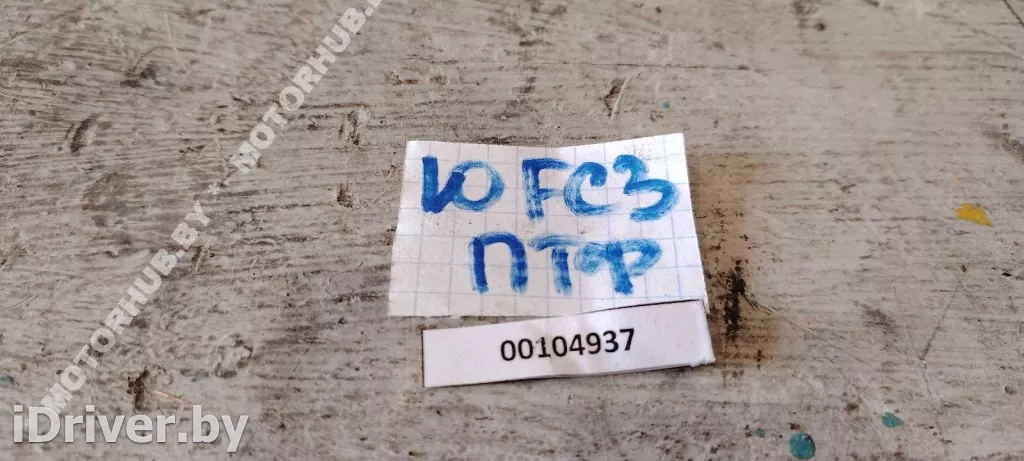 Ю FC3
ПТФ
00104937
MOTORHUB.BY - MOTORHUB.BY
iDriver.by